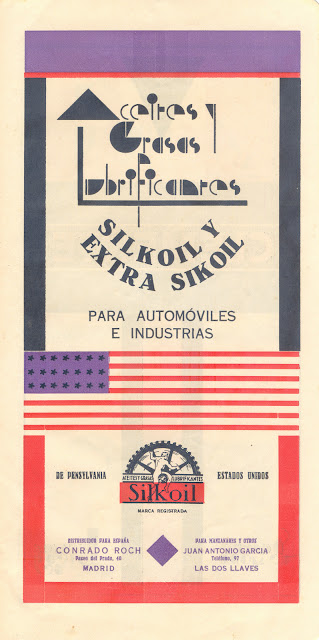 Aceites y
Grasas
Lubrificantes
SILKOIL Y
EXTRA SIKOIL
PARA AUTOMÓVILES
E INDUSTRIAS
DE PENSYLVANIA
ESTADOS UNIDOS
ACEITES Y GRASAS LUBRIFICANTES
Silkoil
MARCA REGISTRADA
DISTRIBUIDOR PARA ESPAÑA
CONRADO ROCH
Paseo del Prado, 48
MADRID
PARA MANZANARES Y OTROS
JUAN ANTONIO GARCIA
Teléfono, 97
LAS DOS LLAVES